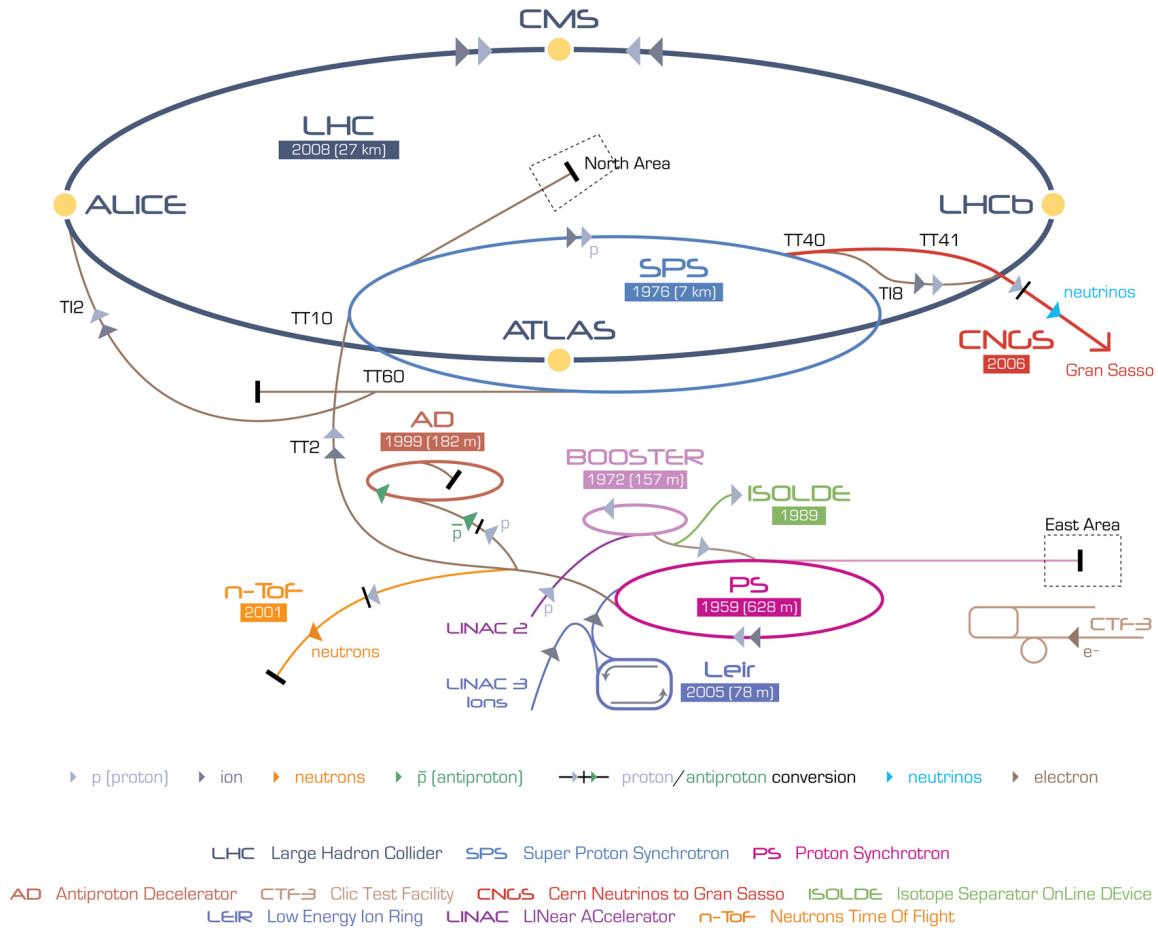 CMS
LHC
2008 (27 km)
North Area
ALICE
LHCb
TT40
TT41
p
SPS
1976 (7 km)
TI8
neutrinos
TI2
TT10
ATLAS
CNGS
2006
Gran Sasso
TT60
AD
1999 (182 m)
TT2
BOOSTER
1972 (157 m)
ISOLDE
1989
p̅
p
East Area
n-ToF
2001
PS
1959 (628 m)
p
LINAC 2
neutrons
CTF-3
e-
LINAC 3
Ions
Leir
2005 (78 m)
p (proton)
ion
neutrons
p̅ (antiproton)
proton/antiproton conversion
neutrinos
electron
LHC Large Hadron Collider SPS Super Proton Synchrotron PS Proton Synchrotron
AD Antiproton Decelerator CTF-3 Clic Test Facility CNGS Cern Neutrinos to Gran Sasso ISOLDE Isotope Separator OnLine DEvice
LEIR Low Energy Ion Ring LINAC LINear ACcelerator n-ToF Neutrons Time Of Flight